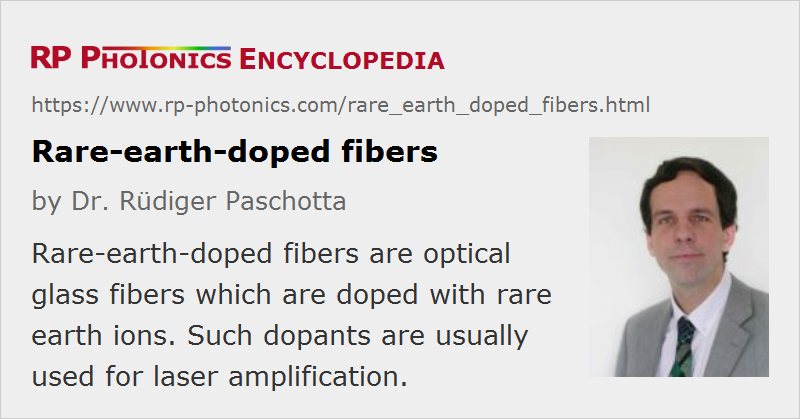 RP PHOTONICS ENCYCLOPEDIA
https://www.rp-photonics.com/rare_earth_doped_fibers.html
Rare-earth-doped fibers
by Dr. Rüdiger Paschotta
Rare-earth-doped fibers are optical
glass fibers which are doped with rare
earth ions. Such dopants are usually
used for laser amplification.